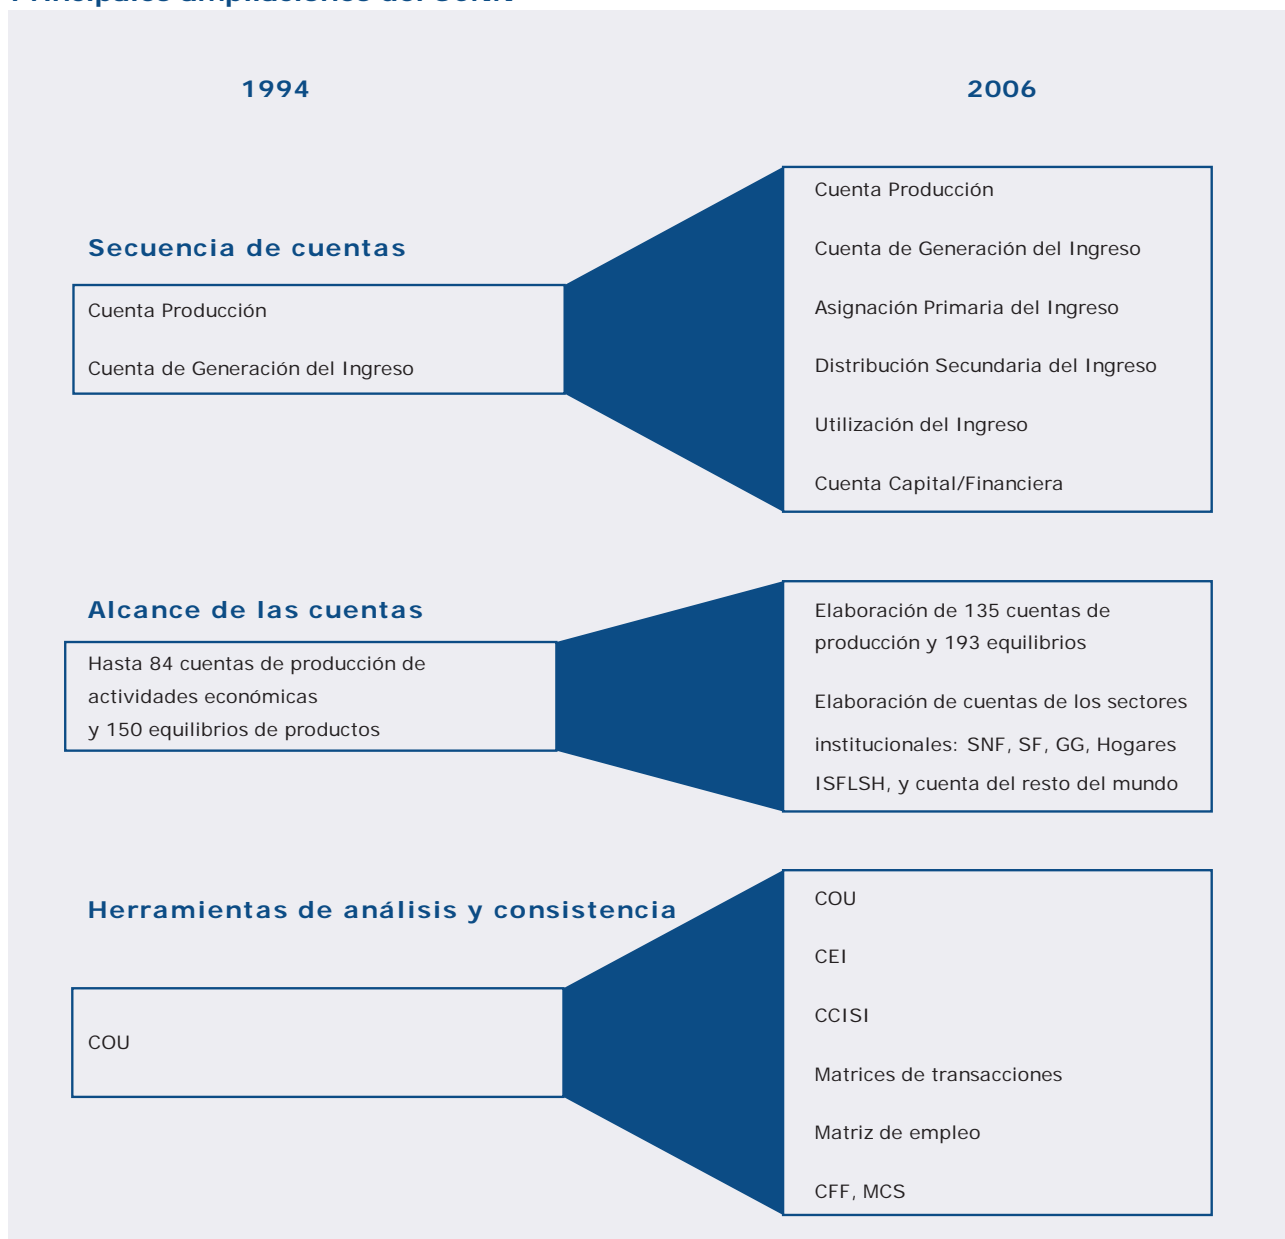 Principales ampliaciones del
1994
2006
Secuencia de cuentas
Cuenta Producción
Cuenta de Generación del Ingreso
Cuenta Producción
Cuenta de Generación del Ingreso
Asignación Primaria del Ingreso
Distribución Secundaria del Ingreso
Utilización del Ingreso
Cuenta Capital/Financiera
Alcance de las cuentas
Hasta 84 cuentas de producción de
actividades económicas
y 150 equilibrios de productos
Elaboración de 135 cuentas de
producción y 193 equilibrios
Elaboración de cuentas de los sectores
institucionales: SNF, SF, GG, Hogares
ISFLSH, y cuenta del resto del mundo
Herramientas de análisis y consistencia
COU
COU
CEI
CCISI
Matrices de transacciones
Matriz de empleo
CFF, MCS